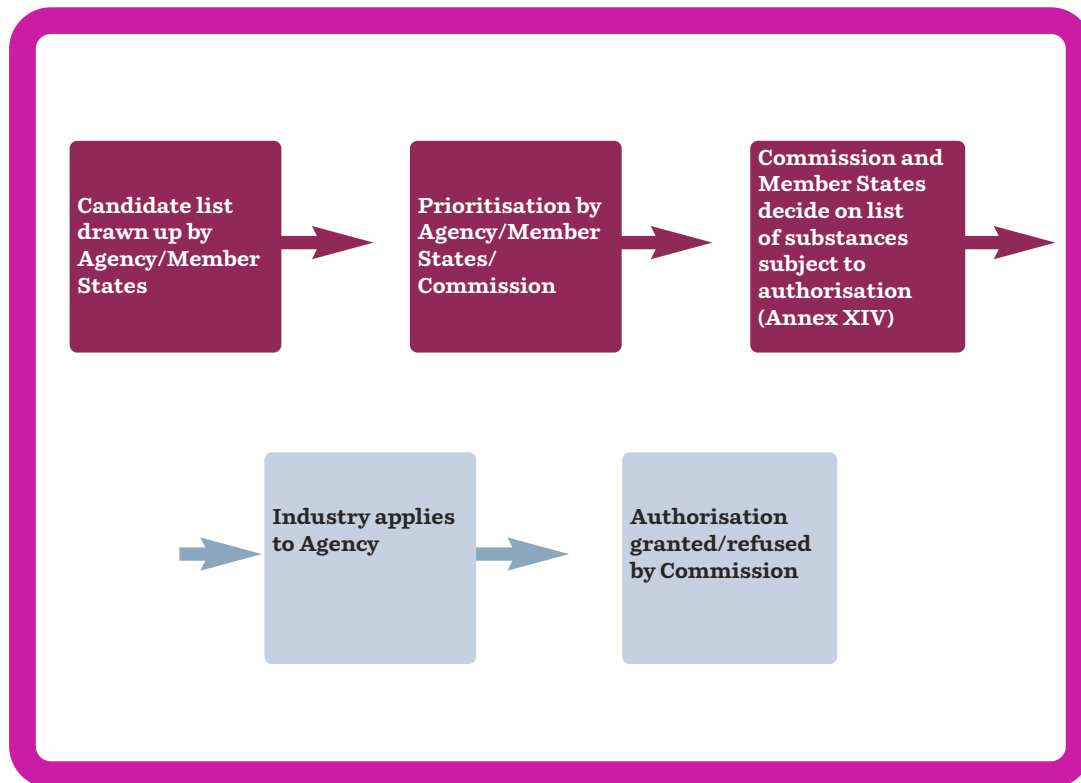 Candidate list
drawn up by
Agency/Member
States
Prioritisation by
Agency/Member
States/
Commission
Commission and
Member States
decide on list
of substances
subject to
authorisation
(Annex XIV)
Industry applies
to Agency
Authorisation
granted/refused
by Commission